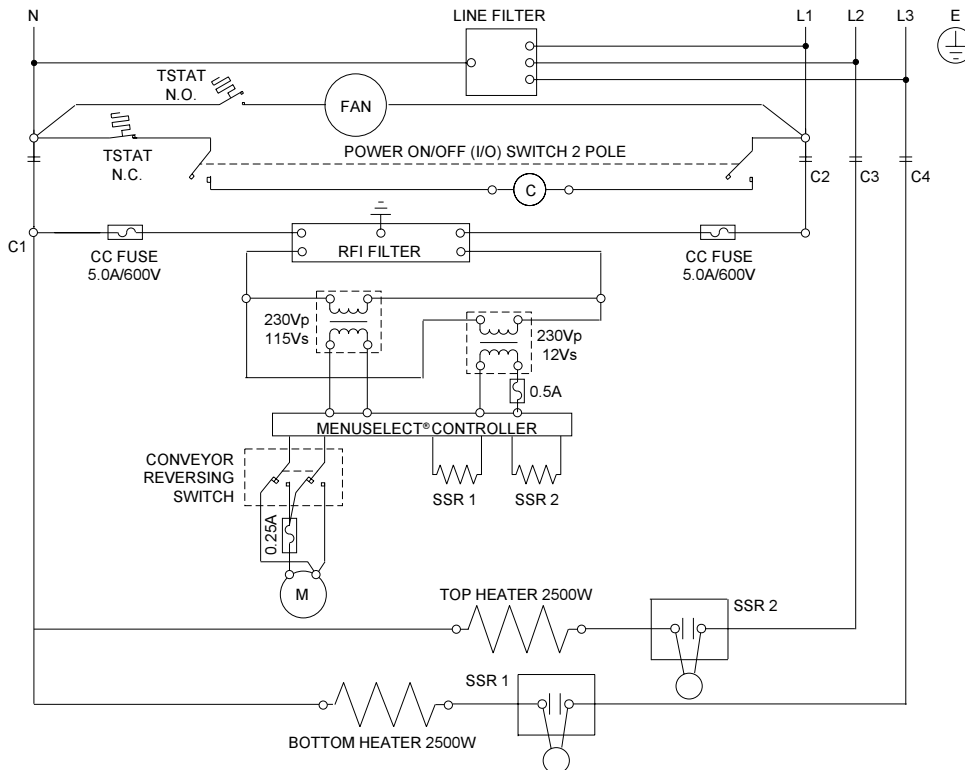 N
LINE FILTER
L1
L2
L3
E
TSTAT
N.O.
FAN
TSTAT
N.C.
POWER ON/OFF (I/O) SWITCH 2 POLE
C
C2
C3
C4
C1
CC FUSE
5.0A/600V
RFI FILTER
CC FUSE
5.0A/600V
230Vp
115Vs
230Vp
12Vs
0.5A
MENUSELECT® CONTROLLER
CONVEYOR
REVERSING
SWITCH
SSR 1
SSR 2
0.25A
M
TOP HEATER 2500W
SSR 2
SSR 1
BOTTOM HEATER 2500W